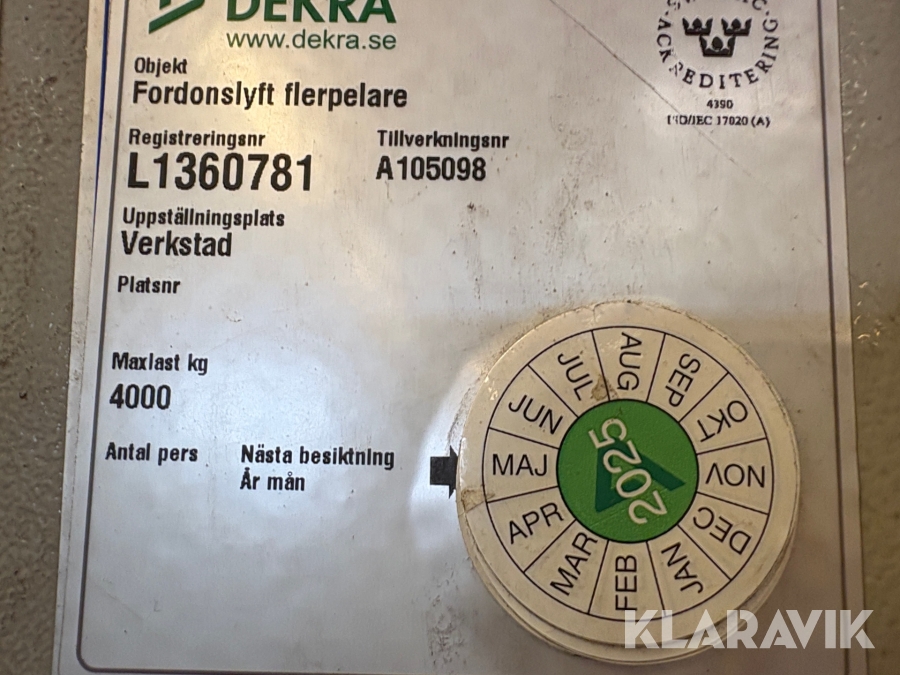 DEKRA
www.dekra.se
ACKREDITERING
4390
ISO/IEC 17020 (A)
Objekt
Fordonslyft flerpelare
Registreringsnr
L1360781
Tillverkningsnr
A105098
Uppställningsplats
Verkstad
Platsnr
Maxlast kg
4000
Antal pers
Nästa besiktning
År mån
JAN
FEB
MAR
APR
MAJ
JUN
JUL
AUG
SEP
OKT
NOV
DEC
2025
KLARAVIK